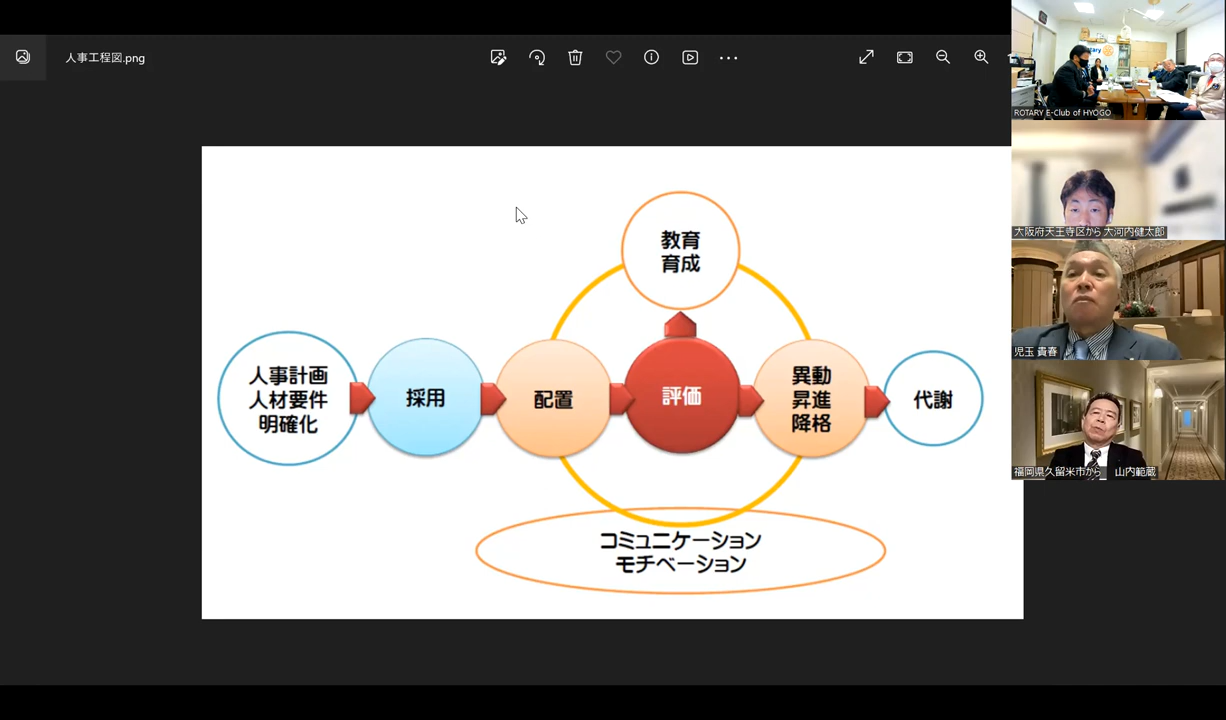 人事工程図.png
教育
育成
人事計画
人材要件
明確化
採用
配置
評価
異動
昇進
降格
代謝
コミュニケーション
モチベーション
ROTARY E-Club of HYOGO
大阪府天王寺区から 大河内健太郎
児玉 貴春
福岡県久留米市から 山内範蔵